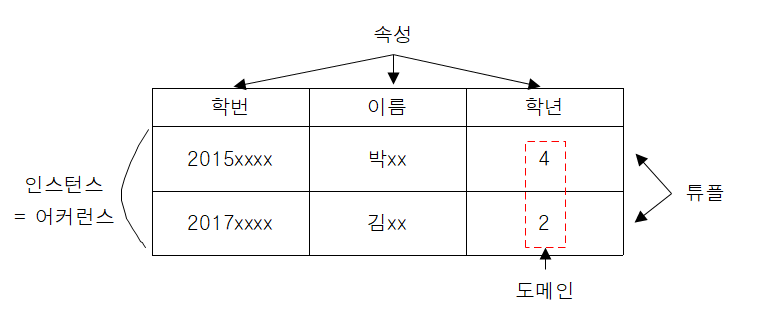 속성
학번 이름 학년
2015xxxx 박xx 4
인스턴스
= 어커런스
튜플
2017xxxx 김xx 2
도메인